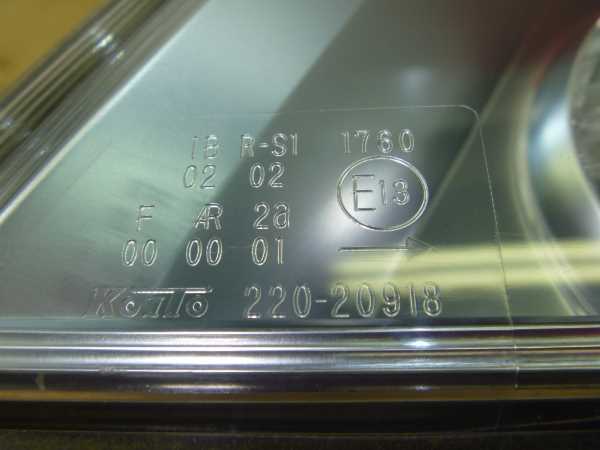 IB R-S1 1760
02 02
E13
F AR 2a
00 00 01
KOITO 220-20918